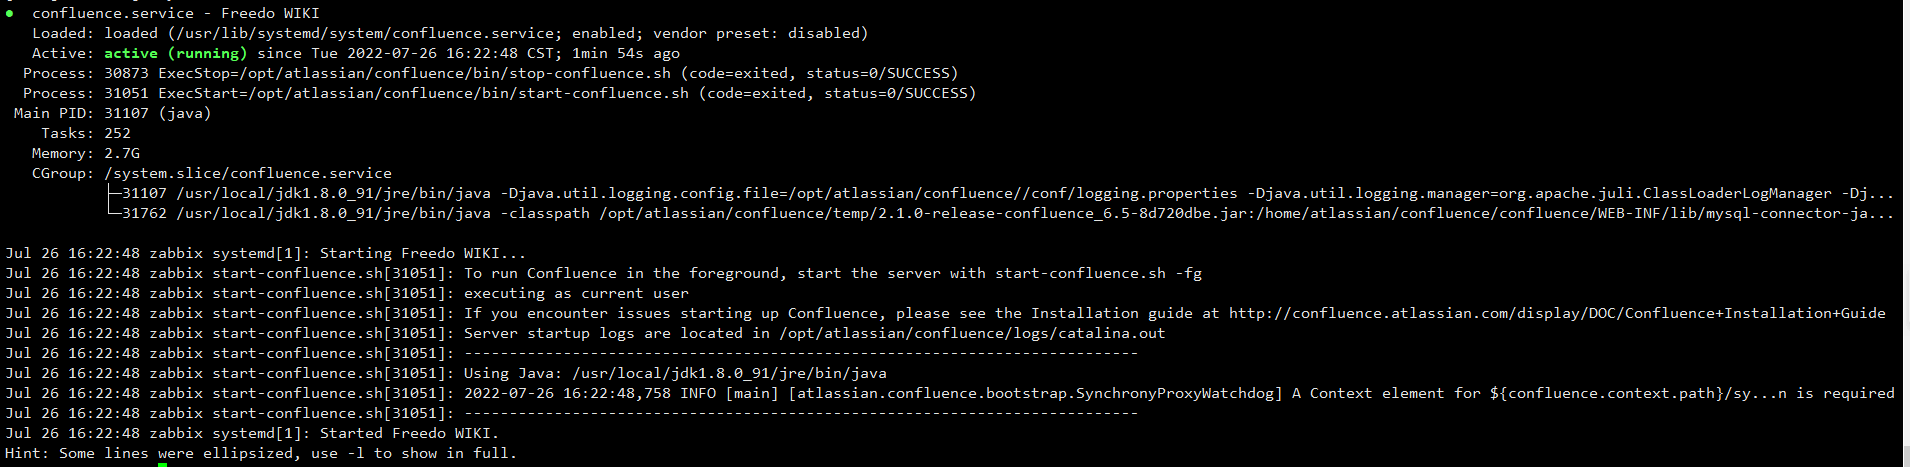 ● confluence.service - Freedo WIKI
Loaded: loaded (/usr/lib/systemd/system/confluence.service; enabled; vendor preset: disabled)
Active: active (running) since Tue 2022-07-26 16:22:48 CST; 1min 54s ago
Process: 30873 ExecStop=/opt/atlassian/confluence/bin/stop-confluence.sh (code=exited, status=0/SUCCESS)
Process: 31051 ExecStart=/opt/atlassian/confluence/bin/start-confluence.sh (code=exited, status=0/SUCCESS)
Main PID: 31107 (java)
Tasks: 252
Memory: 2.7G
CGroup: /system.slice/confluence.service
├─31107 /usr/local/jdk1.8.0_91/jre/bin/java -Djava.util.logging.config.file=/opt/atlassian/confluence//conf/logging.properties -Djava.util.logging.manager=org.apache.juli.ClassLoaderLogManager -Dj...
└─31762 /usr/local/jdk1.8.0_91/jre/bin/java -classpath /opt/atlassian/confluence/temp/2.1.0-release-confluence_6.5-8d720dbe.jar:/home/atlassian/confluence/confluence/WEB-INF/lib/mysql-connector-ja...
Jul 26 16:22:48 zabbix systemd[1]: Starting Freedo WIKI...
Jul 26 16:22:48 zabbix start-confluence.sh[31051]: To run Confluence in the foreground, start the server with start-confluence.sh -fg
Jul 26 16:22:48 zabbix start-confluence.sh[31051]: executing as current user
Jul 26 16:22:48 zabbix start-confluence.sh[31051]: If you encounter issues starting up Confluence, please see the Installation guide at http://confluence.atlassian.com/display/DOC/Confluence+Installation+Guide
Jul 26 16:22:48 zabbix start-confluence.sh[31051]: Server startup logs are located in /opt/atlassian/confluence/logs/catalina.out
Jul 26 16:22:48 zabbix start-confluence.sh[31051]: ---------------------------------------------------------------------------
Jul 26 16:22:48 zabbix start-confluence.sh[31051]: Using Java: /usr/local/jdk1.8.0_91/jre/bin/java
Jul 26 16:22:48 zabbix start-confluence.sh[31051]: 2022-07-26 16:22:48,758 INFO [main] [atlassian.confluence.bootstrap.SynchronyProxyWatchdog] A Context element for ${confluence.context.path}/sy...n is required
Jul 26 16:22:48 zabbix start-confluence.sh[31051]: ---------------------------------------------------------------------------
Jul 26 16:22:48 zabbix systemd[1]: Started Freedo WIKI.
Hint: Some lines were ellipsized, use -l to show in full.